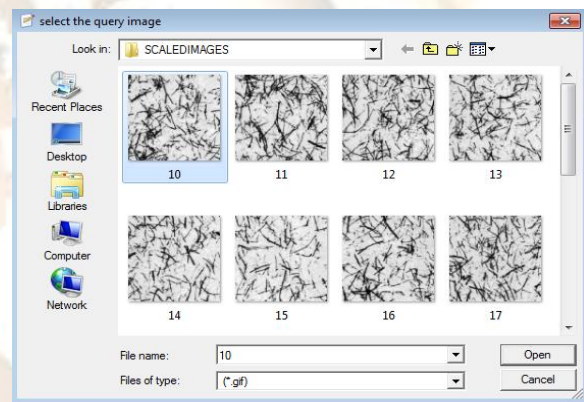 select the query image
Look in:
SCALEDIMAGES
Recent Places
Desktop
Libraries
Computer
Network
10
11
12
13
14
15
16
17
File name:
10
Open
Files of type:
(*.gif)
Cancel